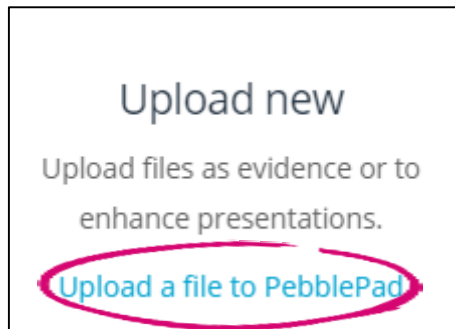 Upload new
Upload files as evidence or to
enhance presentations.
Upload a file to PebblePad